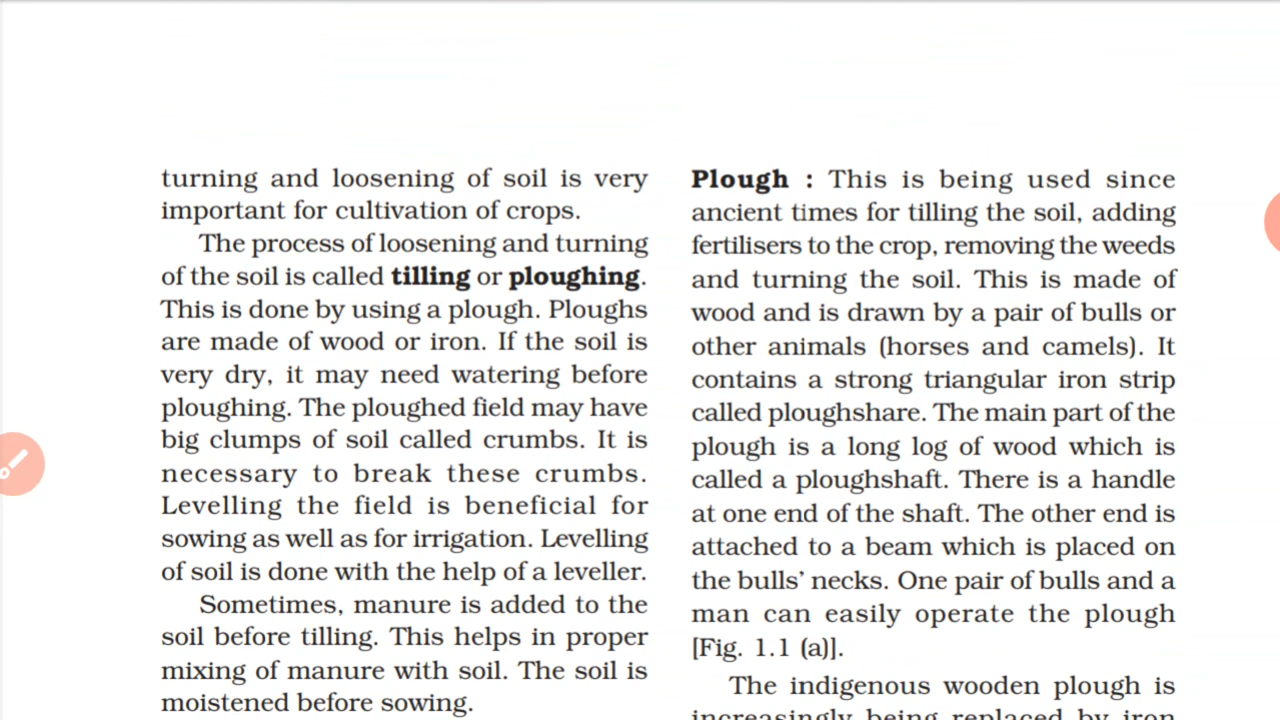 turning and loosening of soil is very
important for cultivation of crops.
The process of loosening and turning
of the soil is called tilling or ploughing.
This is done by using a plough. Ploughs
are made of wood or iron. If the soil is
very dry, it may need watering before
ploughing. The ploughed field may have
big clumps of soil called crumbs. It is
necessary to break these crumbs.
Levelling the field is beneficial for
sowing as well as for irrigation. Levelling
of soil is done with the help of a leveller.
Sometimes, manure is added to the
soil before tilling. This helps in proper
mixing of manure with soil. The soil is
moistened before sowing.
Plough : This is being used since
ancient times for tilling the soil, adding
fertilisers to the crop, removing the weeds
and turning the soil. This is made of
wood and is drawn by a pair of bulls or
other animals (horses and camels). It
contains a strong triangular iron strip
called ploughshare. The main part of the
plough is a long log of wood which is
called a ploughshaft. There is a handle
at one end of the shaft. The other end is
attached to a beam which is placed on
the bulls’ necks. One pair of bulls and a
man can easily operate the plough
[Fig. 1.1 (a)].
The indigenous wooden plough is
increasingly being replaced by iron